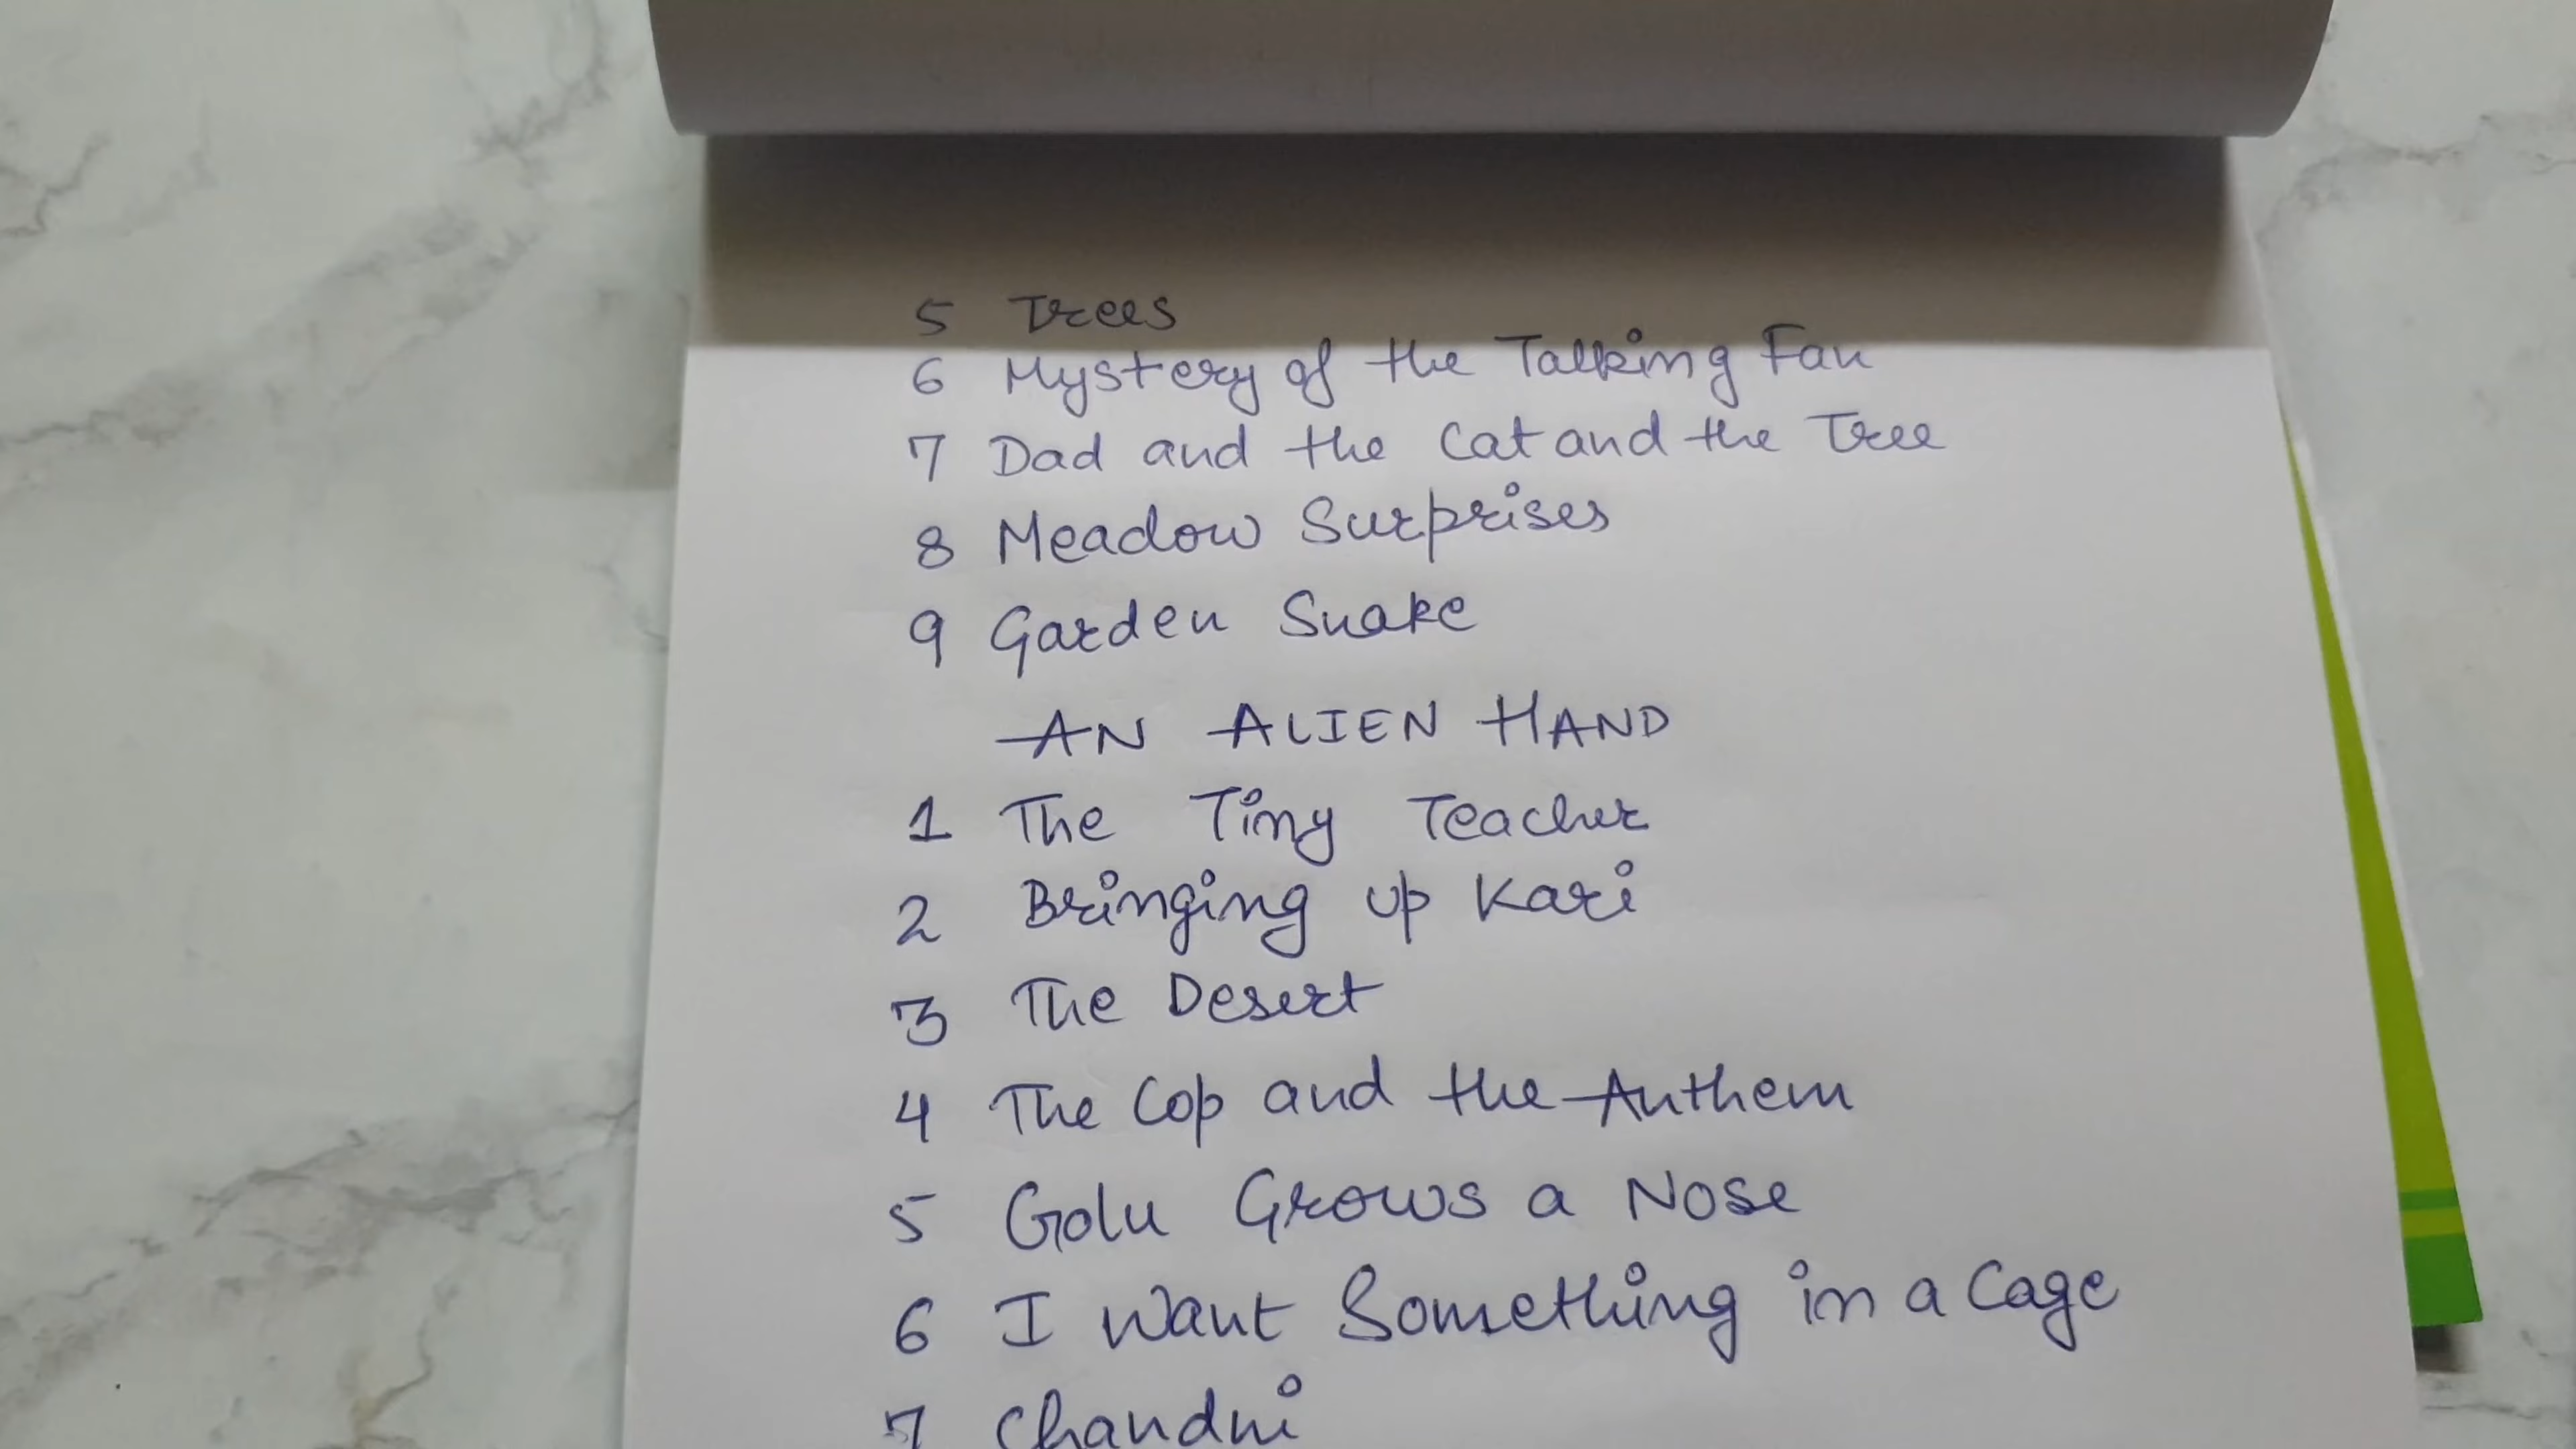 5 Trees
6 Mystery of the Talking Fan
7 Dad and the Cat and the Tree
8 Meadow Surprises
9 Garden Snake
AN ALIEN HAND
1 The Tiny Teacher
2 Bringing up Kari
3 The Desert
4 The Cop and the Anthem
5 Golu Grows a Nose
6 I Want Something in a Cage
7 Chandni